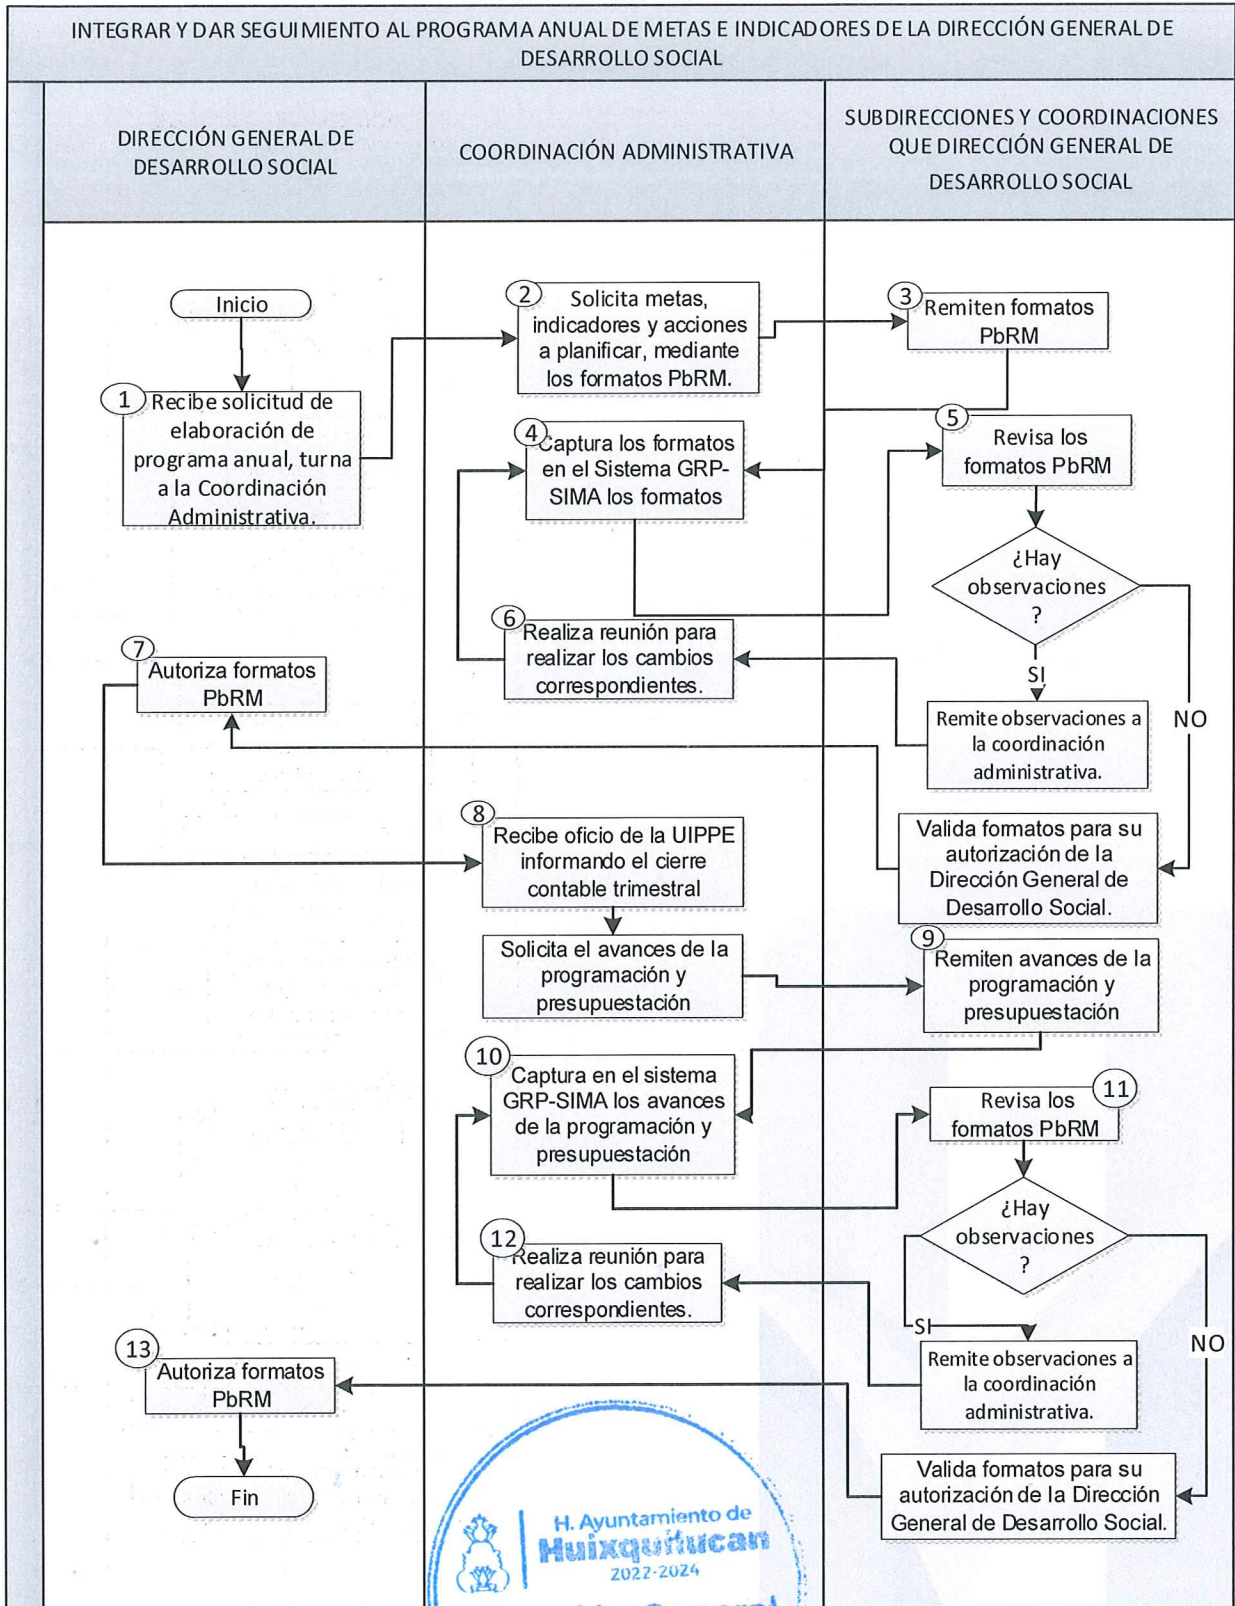 INTEGRAR Y DAR SEGUIMIENTO AL PROGRAMA ANUAL DE METAS E INDICADORES DE LA DIRECCIÓN GENERAL DE
DESARROLLO SOCIAL
DIRECCIÓN GENERAL DE
DESARROLLO SOCIAL
COORDINACIÓN ADMINISTRATIVA
SUBDIRECCIONES Y COORDINACIONES
QUE DIRECCIÓN GENERAL DE
DESARROLLO SOCIAL
Inicio
1
Recibe solicitud de
elaboración de
programa anual, turna
a la Coordinación
Administrativa.
2
Solicita metas,
indicadores y acciones
a planificar, mediante
los formatos PbRM.
3
Remiten formatos
PbRM
4
Captura los formatos
en el Sistema GRP-
SIMA los formatos
5
Revisa los
formatos PbRM
¿Hay
observaciones
?
SI
NO
Remite observaciones a
la coordinación
administrativa.
6
Realiza reunión para
realizar los cambios
correspondientes.
Valida formatos para su
autorización de la
Dirección General de
Desarrollo Social.
7
Autoriza formatos
PbRM
8
Recibe oficio de la UIPPE
informando el cierre
contable trimestral
Solicita el avances de la
programación y
presupuestación
9
Remiten avances de la
programación y
presupuestación
10
Captura en el sistema
GRP-SIMA los avances
de la programación y
presupuestación
11
Revisa los
formatos PbRM
¿Hay
observaciones
?
SI
NO
Remite observaciones a
la coordinación
administrativa.
12
Realiza reunión para
realizar los cambios
correspondientes.
Valida formatos para su
autorización de la Dirección
General de Desarrollo Social.
13
Autoriza formatos
PbRM
Fin
H. Ayuntamiento de
Huixquilucan
2022-2024